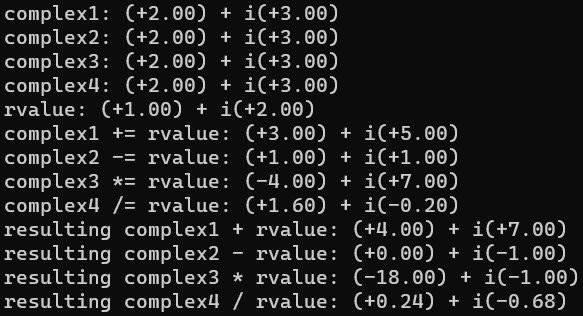 complex1: (+2.00) + i(+3.00)
complex2: (+2.00) + i(+3.00)
complex3: (+2.00) + i(+3.00)
complex4: (+2.00) + i(+3.00)
rvalue: (+1.00) + i(+2.00)
complex1 += rvalue: (+3.00) + i(+5.00)
complex2 -= rvalue: (+1.00) + i(+1.00)
complex3 *= rvalue: (-4.00) + i(+7.00)
complex4 /= rvalue: (+1.60) + i(-0.20)
resulting complex1 + rvalue: (+4.00) + i(+7.00)
resulting complex2 - rvalue: (+0.00) + i(-1.00)
resulting complex3 * rvalue: (-18.00) + i(-1.00)
resulting complex4 / rvalue: (+0.24) + i(-0.68)